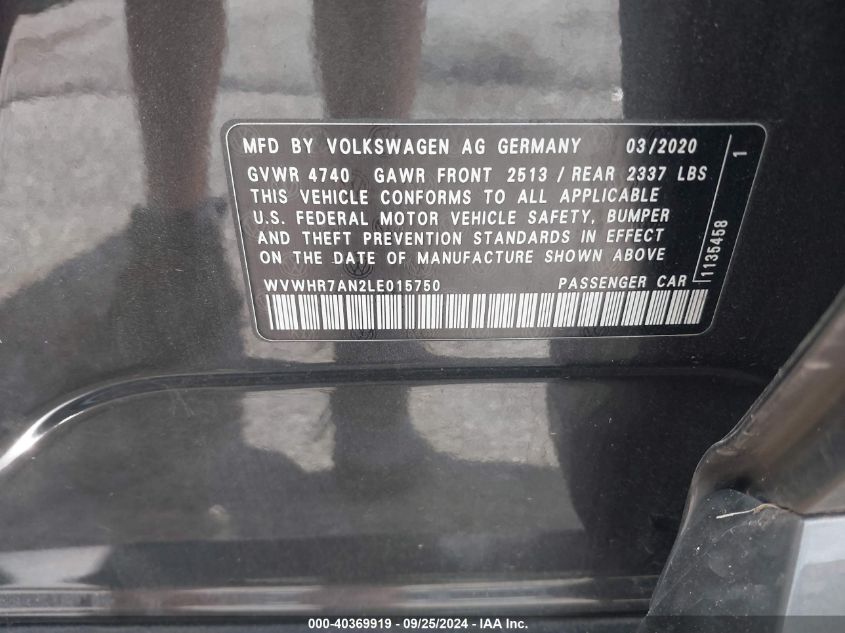 MFD BY VOLKSWAGEN AG GERMANY 03/2020
GVWR 4740 GAWR FRONT 2513 / REAR 2337 LBS
THIS VEHICLE CONFORMS TO ALL APPLICABLE
U.S. FEDERAL MOTOR VEHICLE SAFETY, BUMPER
AND THEFT PREVENTION STANDARDS IN EFFECT
ON THE DATE OF MANUFACTURE SHOWN ABOVE
WVWHR7AN2LE015750 PASSENGER CAR
1135458 1
000-40369919 - 09/25/2024 - IAA Inc.